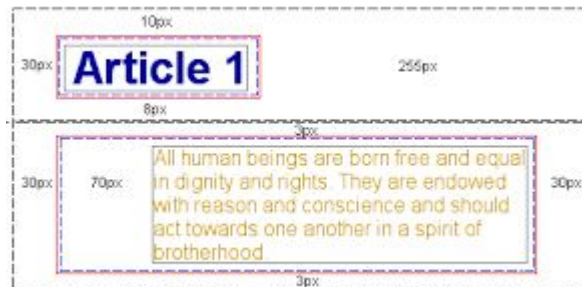 10px
30px
Article 1
255px
8px
3px
30px
70px
All human beings are born free and equal
in dignity and rights. They are endowed
with reason and conscience and should
act towards one another in a spirit of
brotherhood.
30px
3px